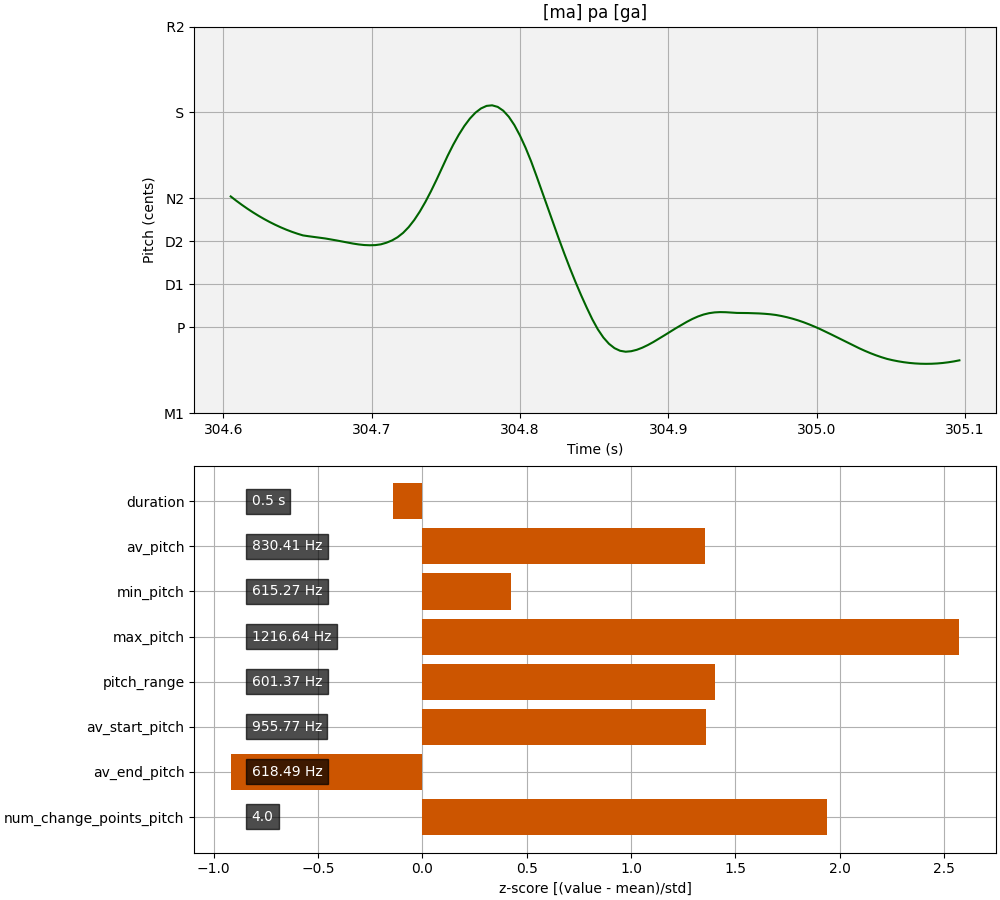 [ma] pa [ga]
R2
S
N2
D2
D1
P
M1
Pitch (cents)
304.6 304.7 304.8 304.9 305.0 305.1
Time (s)
duration 0.5 s
av_pitch 830.41 Hz
min_pitch 615.27 Hz
max_pitch 1216.64 Hz
pitch_range 601.37 Hz
av_start_pitch 955.77 Hz
av_end_pitch 618.49 Hz
num_change_points_pitch 4.0
−1.0 −0.5 0.0 0.5 1.0 1.5 2.0 2.5
z-score [(value - mean)/std]